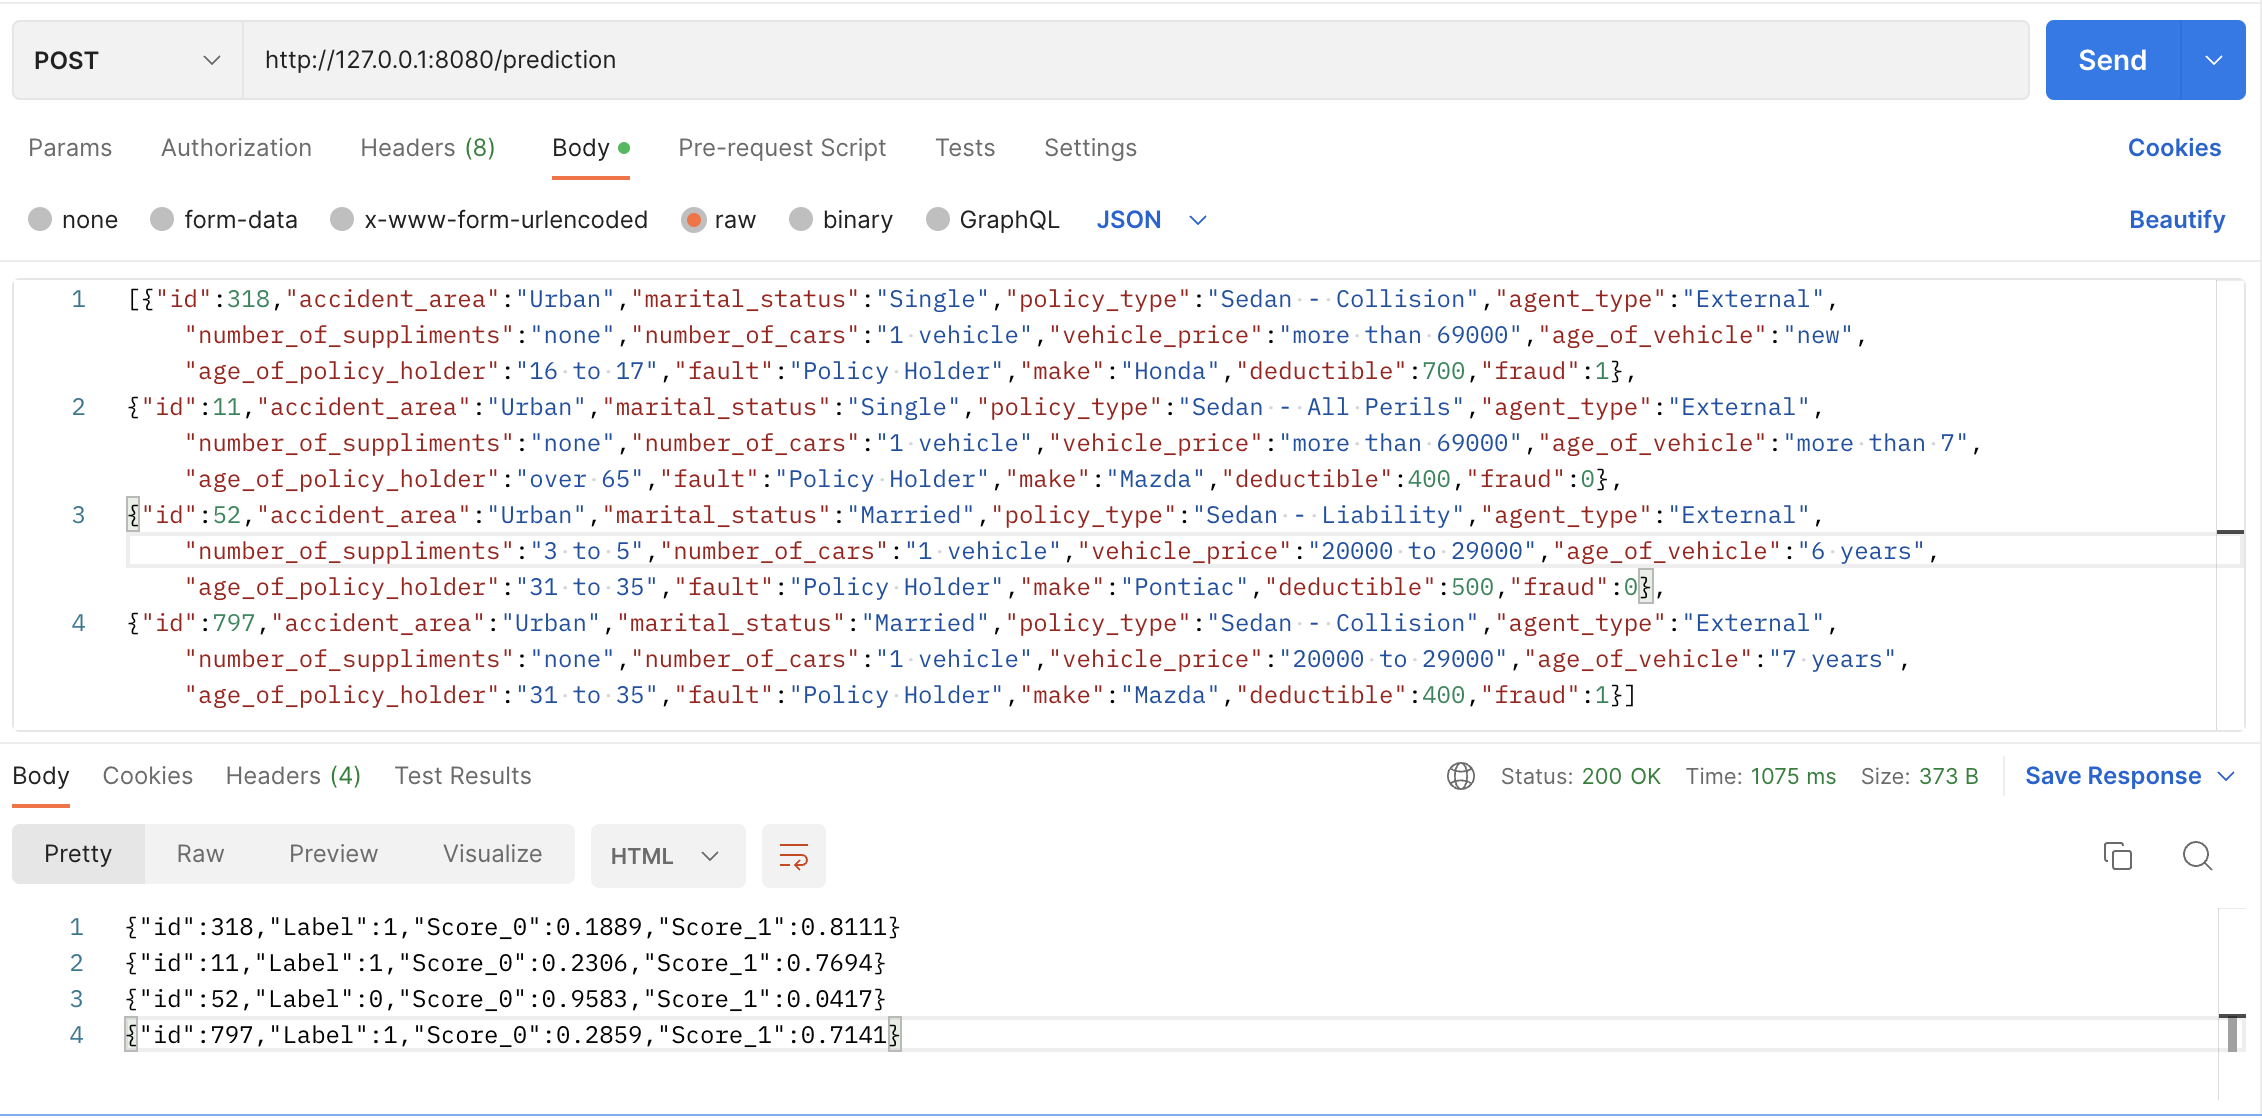 POST http://127.0.0.1:8080/prediction Send
Params Authorization Headers (8) Body Pre-request Script Tests Settings Cookies
none form-data x-www-form-urlencoded raw binary GraphQL JSON Beautify
1 [{"id":318,"accident_area":"Urban","marital_status":"Single","policy_type":"Sedan - Collision","agent_type":"External",
"number_of_suppliments":"none","number_of_cars":"1 vehicle","vehicle_price":"more than 69000","age_of_vehicle":"new",
"age_of_policy_holder":"16 to 17","fault":"Policy Holder","make":"Honda","deductible":700,"fraud":1},
2 {"id":11,"accident_area":"Urban","marital_status":"Single","policy_type":"Sedan - All Perils","agent_type":"External",
"number_of_suppliments":"none","number_of_cars":"1 vehicle","vehicle_price":"more than 69000","age_of_vehicle":"more than 7",
"age_of_policy_holder":"over 65","fault":"Policy Holder","make":"Mazda","deductible":400,"fraud":0},
3 {"id":52,"accident_area":"Urban","marital_status":"Married","policy_type":"Sedan - Liability","agent_type":"External",
"number_of_suppliments":"3 to 5","number_of_cars":"1 vehicle","vehicle_price":"20000 to 29000","age_of_vehicle":"6 years",
"age_of_policy_holder":"31 to 35","fault":"Policy Holder","make":"Pontiac","deductible":500,"fraud":0},
4 {"id":797,"accident_area":"Urban","marital_status":"Married","policy_type":"Sedan - Collision","agent_type":"External",
"number_of_suppliments":"none","number_of_cars":"1 vehicle","vehicle_price":"20000 to 29000","age_of_vehicle":"7 years",
"age_of_policy_holder":"31 to 35","fault":"Policy Holder","make":"Mazda","deductible":400,"fraud":1}]
Body Cookies Headers (4) Test Results Status: 200 OK Time: 1075 ms Size: 373 B Save Response
Pretty Raw Preview Visualize HTML
1 {"id":318,"Label":1,"Score_0":0.1889,"Score_1":0.8111}
2 {"id":11,"Label":1,"Score_0":0.2306,"Score_1":0.7694}
3 {"id":52,"Label":0,"Score_0":0.9583,"Score_1":0.0417}
4 {"id":797,"Label":1,"Score_0":0.2859,"Score_1":0.7141}